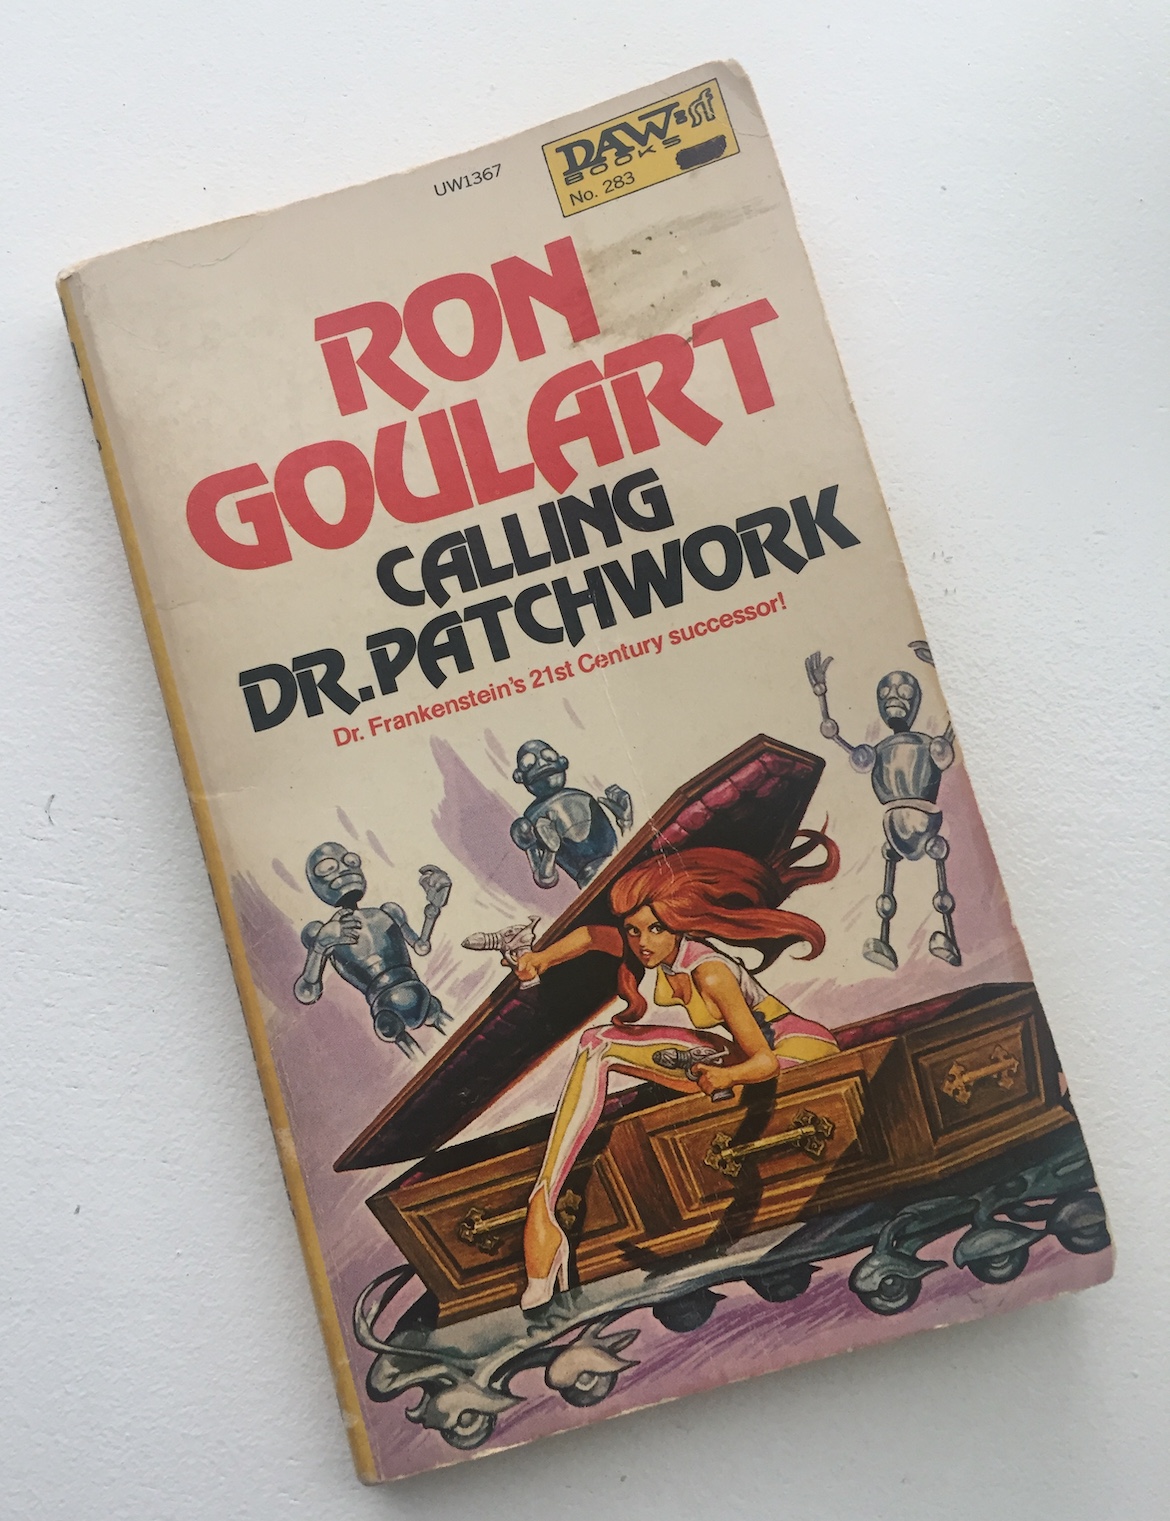 UW1367
DAW=sf
BOOKS
No. 283
RON
GOULART
CALLING
DR. PATCHWORK
Dr. Frankenstein's 21st Century successor!